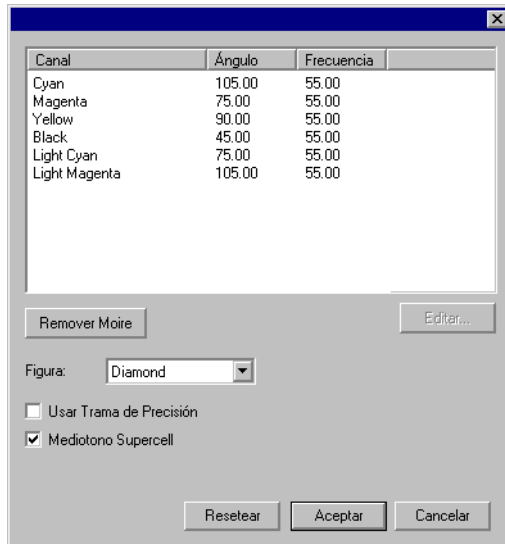 Canal Ángulo Frecuencia
Cyan 105.00 55.00
Magenta 75.00 55.00
Yellow 90.00 55.00
Black 45.00 55.00
Light Cyan 75.00 55.00
Light Magenta 105.00 55.00
Remover Moire Editar...
Figura: Diamond
Usar Trama de Precisión
Mediotono Supercell
Resetear Aceptar Cancelar